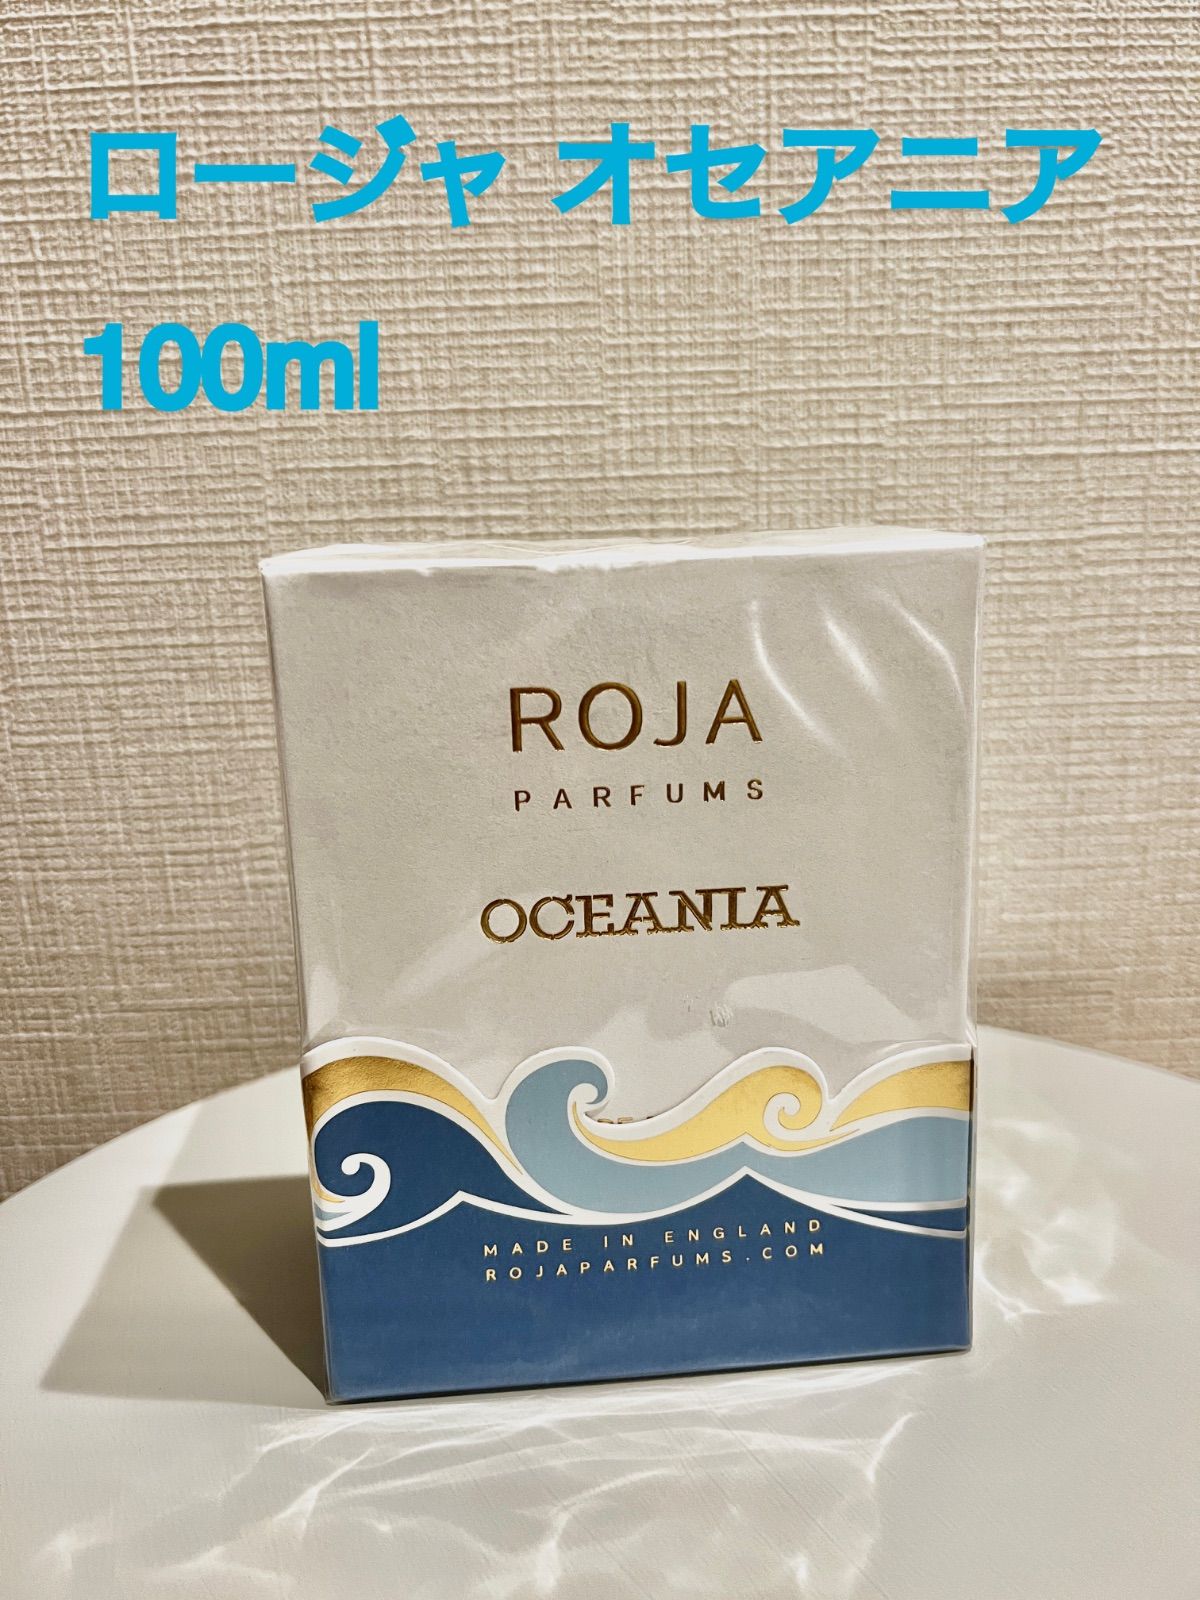 ロージャ オセアニア
100ml
ROJA
PARFUMS
OCEANIA
MADE IN ENGLAND
ROJAPARFUMS.COM